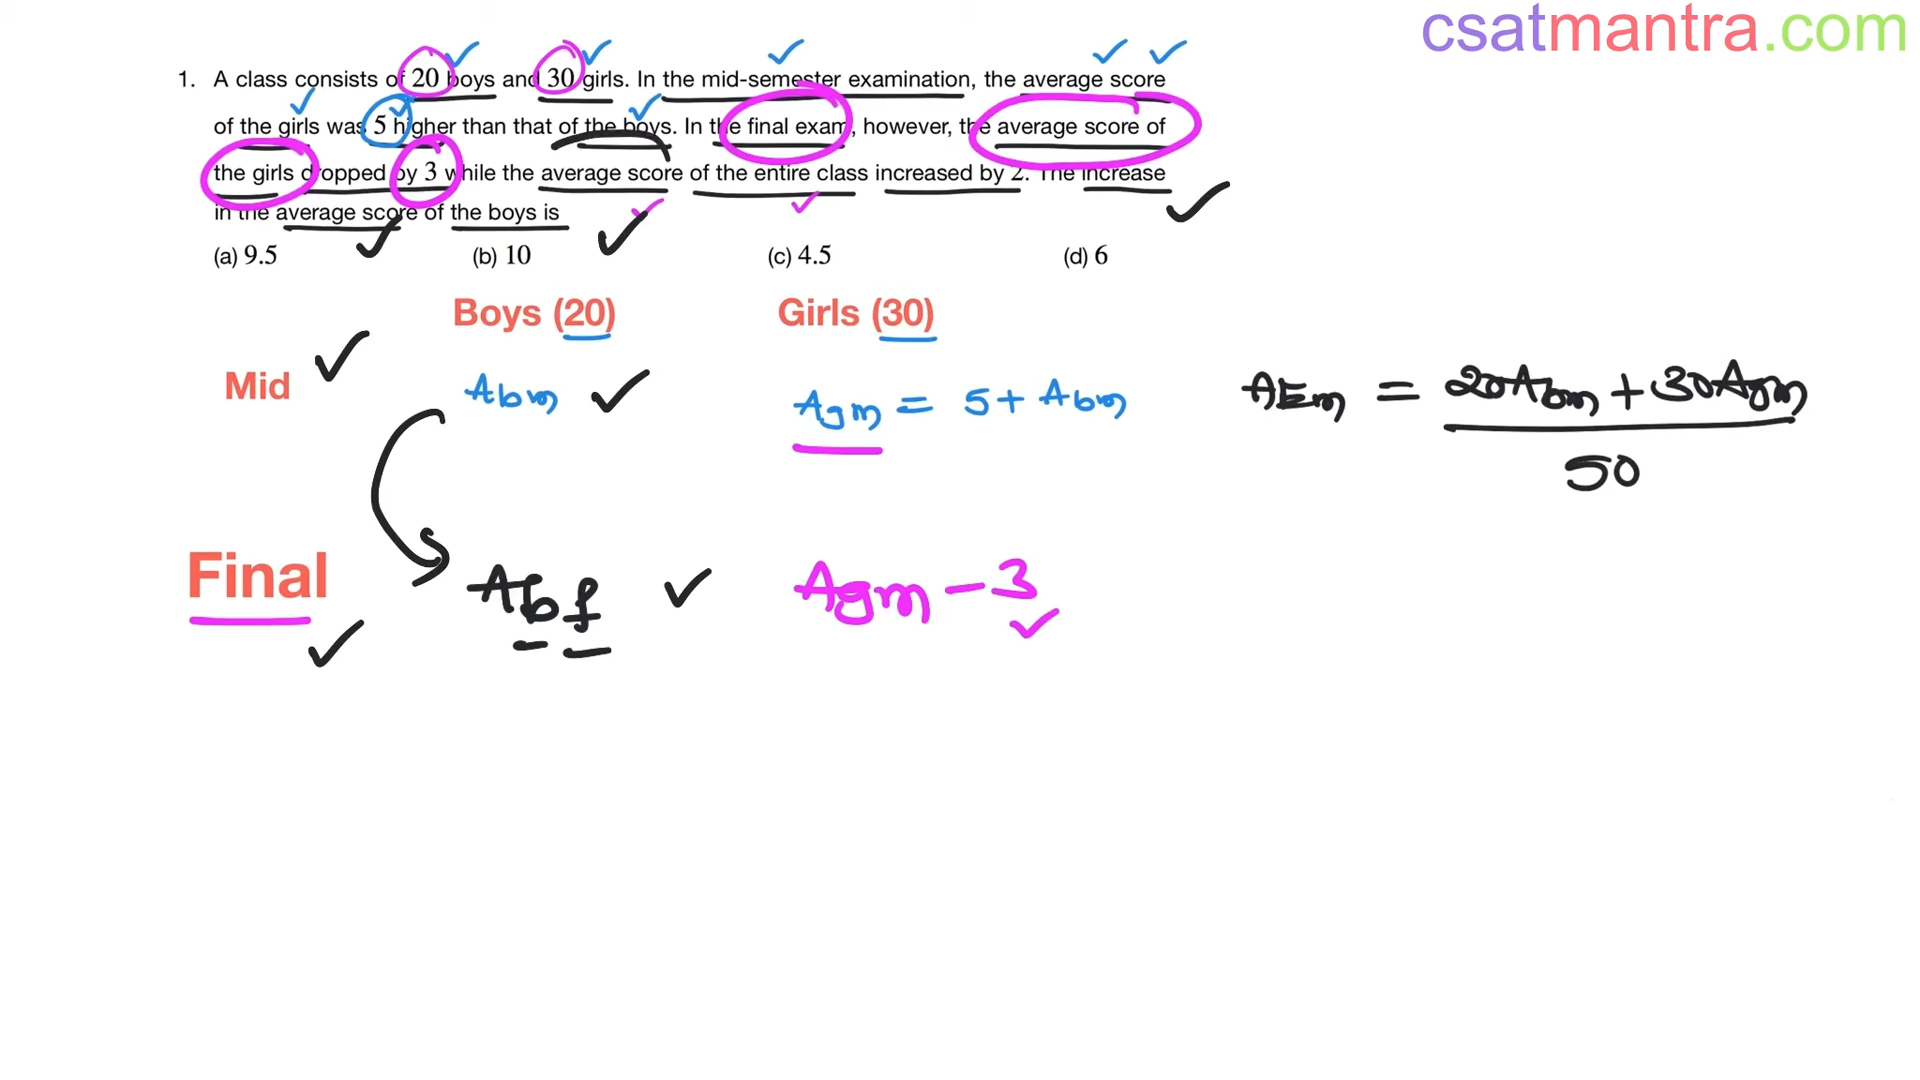 csatmantra.com
1. A class consists of 20 boys and 30 girls. In the mid-semester examination, the average score
of the girls was 5 higher than that of the boys. In the final exam, however, the average score of
the girls dropped by 3 while the average score of the entire class increased by 2. The increase
in the average score of the boys is
(a) 9.5 (b) 10 (c) 4.5 (d) 6
Boys (20) Girls (30)
Mid Abm Agm = 5 + Abm AEm = 20Abm + 30Agm
50
Final Abf Agm - 3